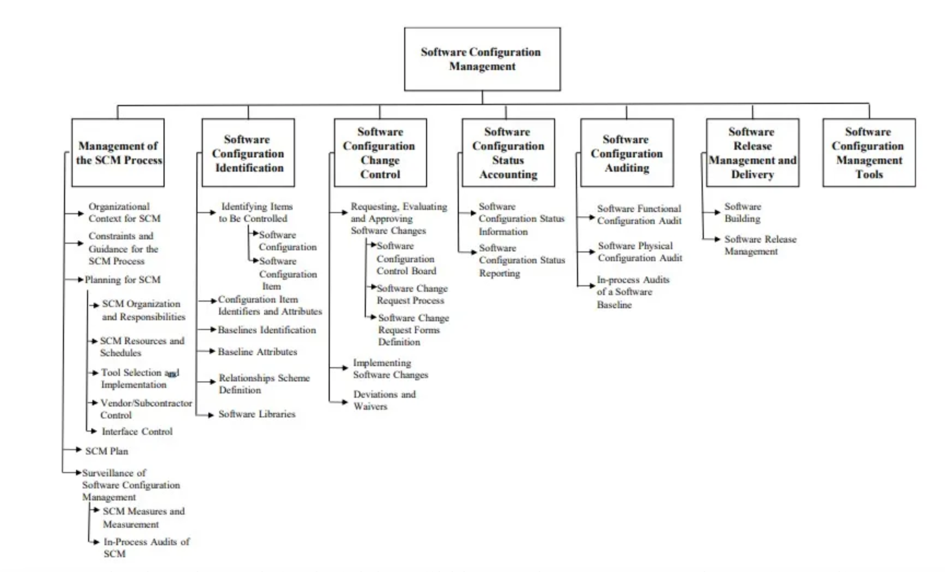 Software Configuration
Management
Management of
the SCM Process
Organizational
Context for SCM
Constraints and
Guidance for the
SCM Process
Planning for SCM
SCM Organization
and Responsibilities
SCM Resources and
Schedules
Tool Selection and
Implementation
Vendor/Subcontractor
Control
Interface Control
SCM Plan
Surveillance of
Software Configuration
Management
SCM Measures and
Measurement
In-Process Audits of
SCM
Software
Configuration
Identification
Identifying Items
to Be Controlled
Software
Configuration
Software
Configuration
Item
Configuration Item
Identifiers and Attributes
Baselines Identification
Baseline Attributes
Relationships Scheme
Definition
Software Libraries
Software
Configuration
Change
Control
Requesting, Evaluating
and Approving
Software Changes
Software
Configuration
Control Board
Software Change
Request Process
Software Change
Request Forms
Definition
Implementing
Software Changes
Deviations and
Waivers
Software
Configuration
Status
Accounting
Software
Configuration Status
Information
Software
Configuration Status
Reporting
Software
Configuration
Auditing
Software Functional
Configuration Audit
Software Physical
Configuration Audit
In-process Audits
of a Software
Baseline
Software
Release
Management and
Delivery
Software
Building
Software Release
Management
Software
Configuration
Management
Tools